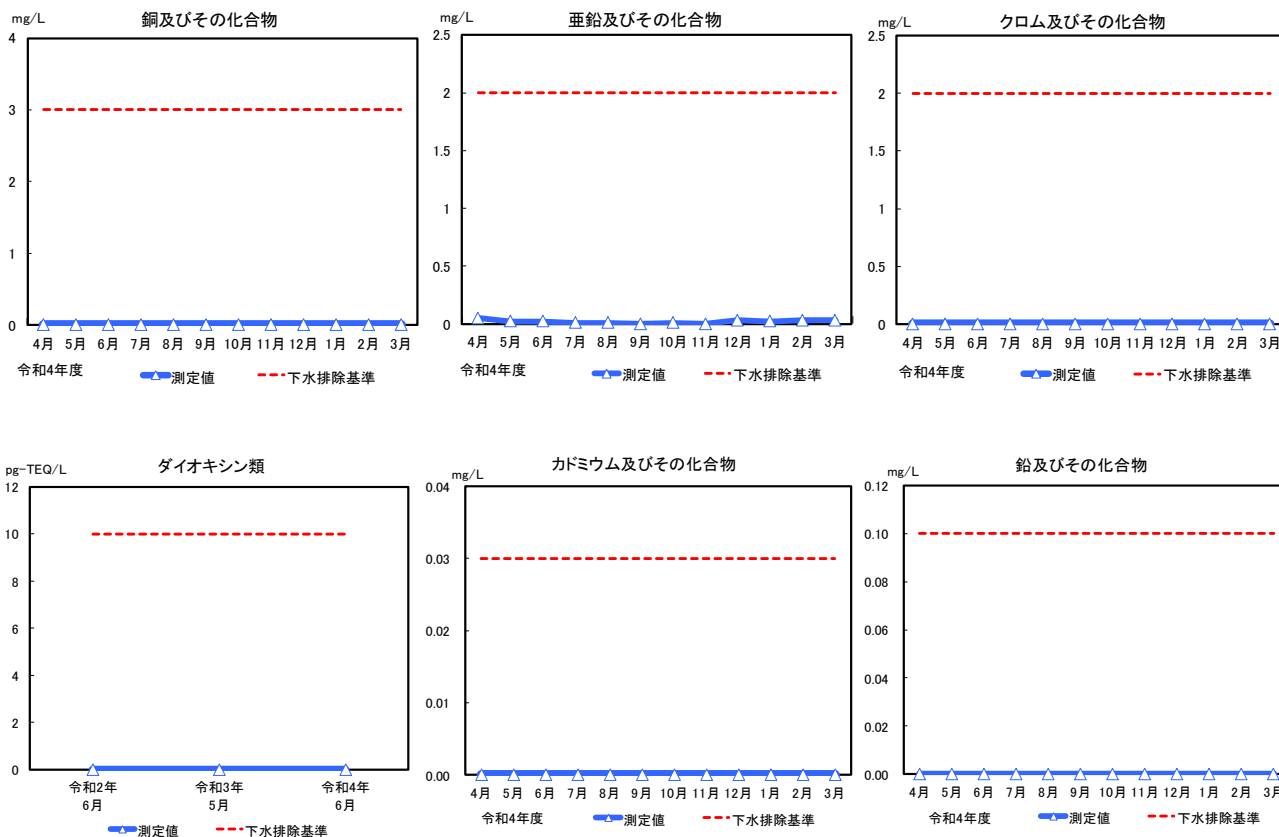 mg/L
銅及びその化合物
4
3
2
1
0
4月 5月 6月 7月 8月 9月 10月 11月 12月 1月 2月 3月
令和4年度
測定値 下水排除基準
mg/L
亜鉛及びその化合物
2.5
2
1.5
1
0.5
0
4月 5月 6月 7月 8月 9月 10月 11月 12月 1月 2月 3月
令和4年度
測定値 下水排除基準
mg/L
クロム及びその化合物
2.5
2
1.5
1
0.5
0
4月 5月 6月 7月 8月 9月 10月 11月 12月 1月 2月 3月
令和4年度
測定値 下水排除基準
pg-TEQ/L
ダイオキシン類
12
10
8
6
4
2
0
令和2年 令和3年 令和4年
6月 5月 6月
測定値 下水排除基準
mg/L
カドミウム及びその化合物
0.04
0.03
0.02
0.01
0.00
4月 5月 6月 7月 8月 9月 10月 11月 12月 1月 2月 3月
令和4年度
測定値 下水排除基準
mg/L
鉛及びその化合物
0.12
0.10
0.08
0.06
0.04
0.02
0.00
4月 5月 6月 7月 8月 9月 10月 11月 12月 1月 2月 3月
令和4年度
測定値 下水排除基準